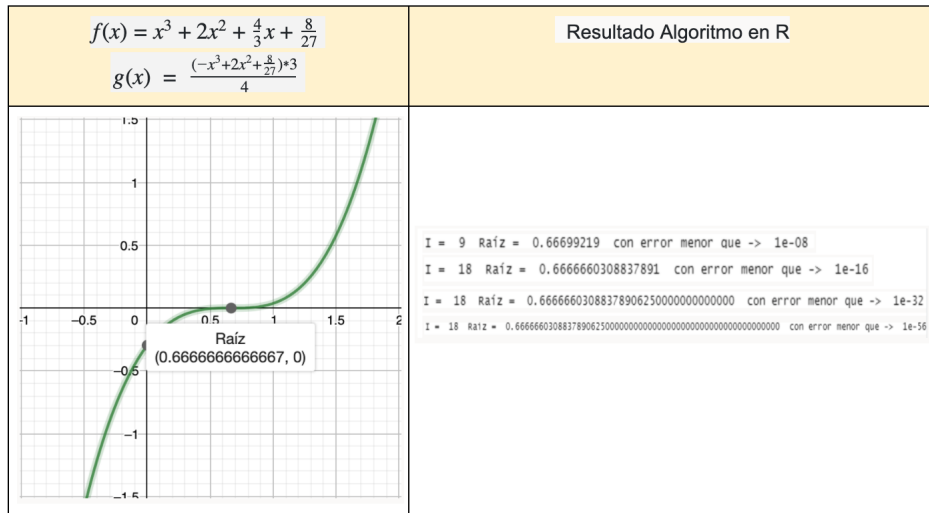 f(x) = x³ + 2x² + 4/3 x + 8/27
g(x) = (−x³+2x²+8/27)*3 / 4
Resultado Algoritmo en R
1.5
1
0.5
-1 −0.5 0 0.5 1 1.5 2
Raíz
(0.6666666666667, 0)
−0.5
−1
−1.5
I = 9 Raíz = 0.66699219 con error menor que -> 1e-08
I = 18 Raíz = 0.6666660308837891 con error menor que -> 1e-16
I = 18 Raíz = 0.66666603088378906250000000000000 con error menor que -> 1e-32